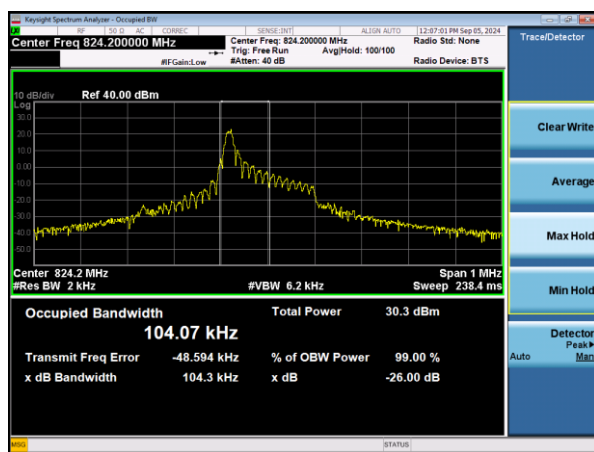 Keysight Spectrum Analyzer - Occupied BW
RF 50 Ω AC CORREC SENSE:INT ALIGN AUTO 12:07:01 PM Sep 05, 2024
Center Freq 824.200000 MHz
Center Freq: 824.200000 MHz
Radio Std: None
Trig: Free Run Avg|Hold: 100/100
#IFGain:Low #Atten: 40 dB Radio Device: BTS
Trace/Detector
10 dB/div Ref 40.00 dBm
Log
30.0
20.0
10.0
0.00
-10.0
-20.0
-30.0
-40.0
-50.0
Center 824.2 MHz Span 1 MHz
#Res BW 2 kHz #VBW 6.2 kHz Sweep 238.4 ms
Occupied Bandwidth Total Power 30.3 dBm
104.07 kHz
Transmit Freq Error -48.594 kHz % of OBW Power 99.00 %
x dB Bandwidth 104.3 kHz x dB -26.00 dB
Clear Write
Average
Max Hold
Min Hold
Detector
Peak▶
Auto Man
MSG STATUS